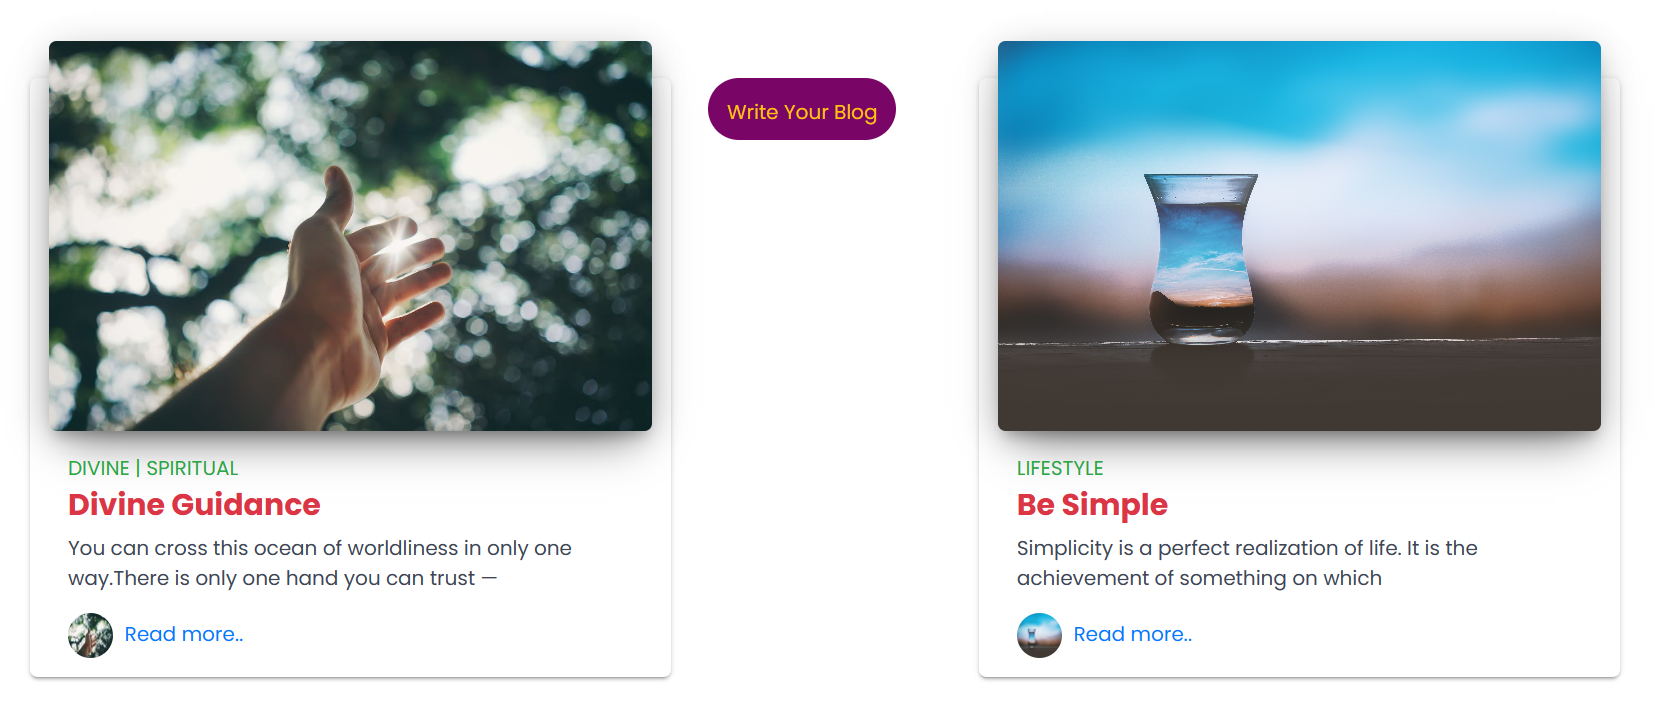 DIVINE | SPIRITUAL
Divine Guidance
You can cross this ocean of worldliness in only one
way.There is only one hand you can trust —
Read more..
Write Your Blog
LIFESTYLE
Be Simple
Simplicity is a perfect realization of life. It is the
achievement of something on which
Read more..